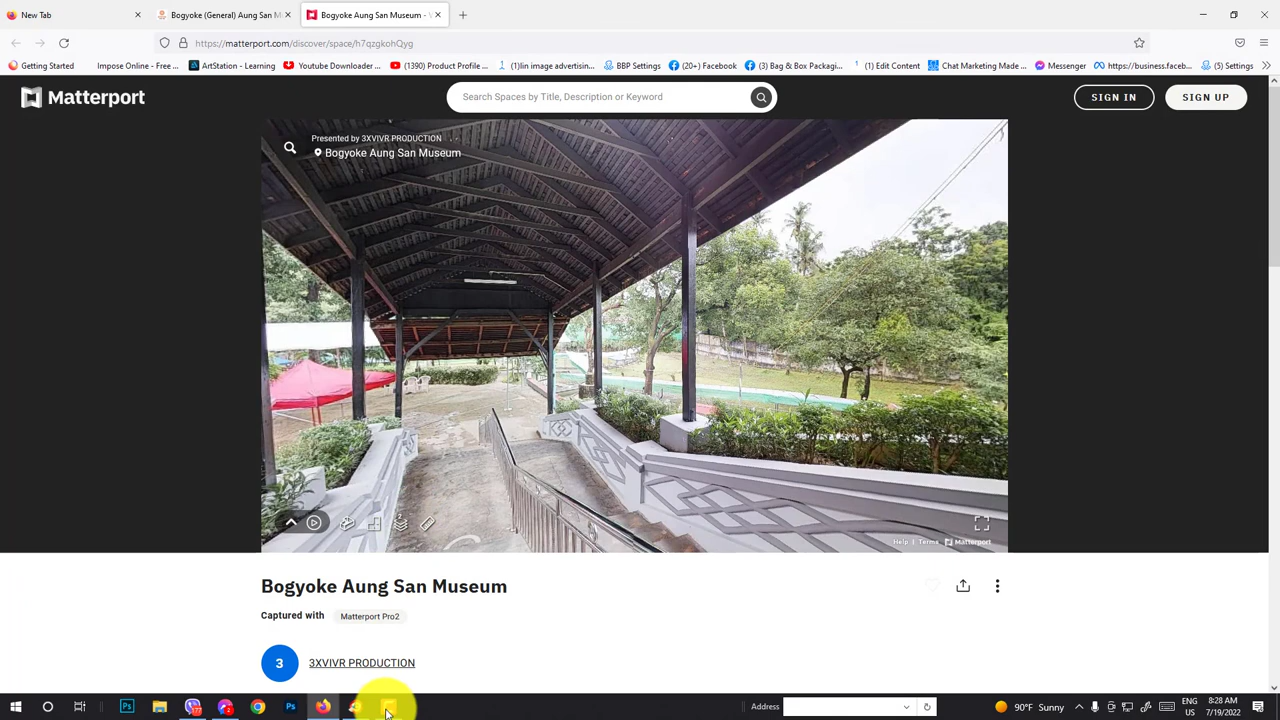 New Tab
Bogyoke (General) Aung San M
Bogyoke Aung San Museum - V
https://matterport.com/discover/space/h7qzgkohQyg
Getting Started
Impose Online - Free ...
ArtStation - Learning
Youtube Downloader ...
(1390) Product Profile ...
(1)lin image advertisin...
BBP Settings
(20+) Facebook
(3) Bag & Box Packagi...
(1) Edit Content
Chat Marketing Made ...
Messenger
https://business.faceb...
(5) Settings
Matterport
Search Spaces by Title, Description or Keyword
SIGN IN
SIGN UP
Presented by 3XVIVR PRODUCTION
Bogyoke Aung San Museum
2
Help | Terms
Matterport
Bogyoke Aung San Museum
Captured with
Matterport Pro2
3
3XVIVR PRODUCTION
Address
90°F Sunny
ENG
US
8:28 AM
7/19/2022